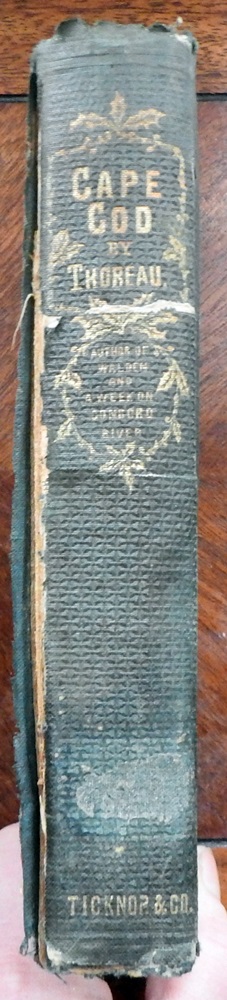 CAPE
COD
BY
THOREAU.
AUTHOR OF
WALDEN
AND
A WEEK ON
CONCORD
RIVER
TICKNOR & CO.